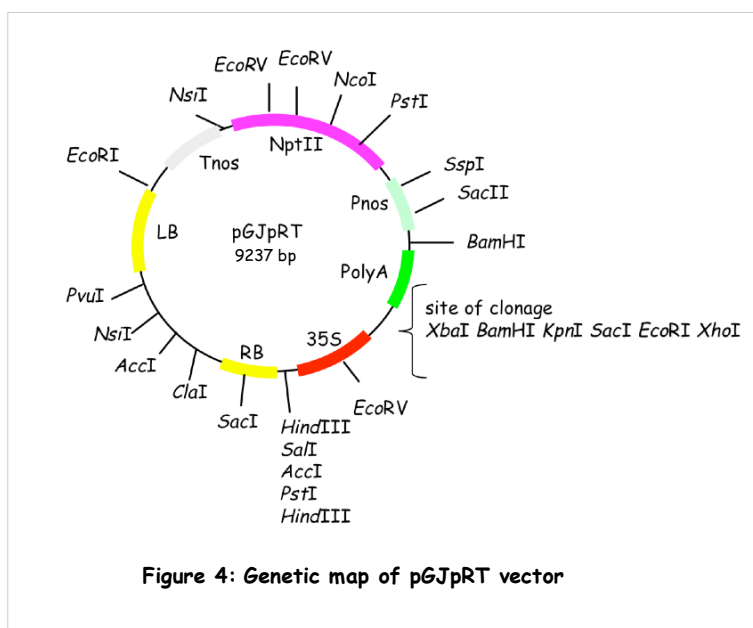 EcoRV EcoRV
NcoI
NsiI
PstI
NptII
EcoRI
Tnos
SspI
SacII
Pnos
LB
pGJpRT
9237 bp
BamHI
PolyA
PvuI
site of clonage
XbaI BamHI KpnI SacI EcoRI XhoI
NsiI
35S
RB
AccI
ClaI
EcoRV
SacI
HindIII
SalI
AccI
PstI
HindIII
Figure 4: Genetic map of pGJpRT vector